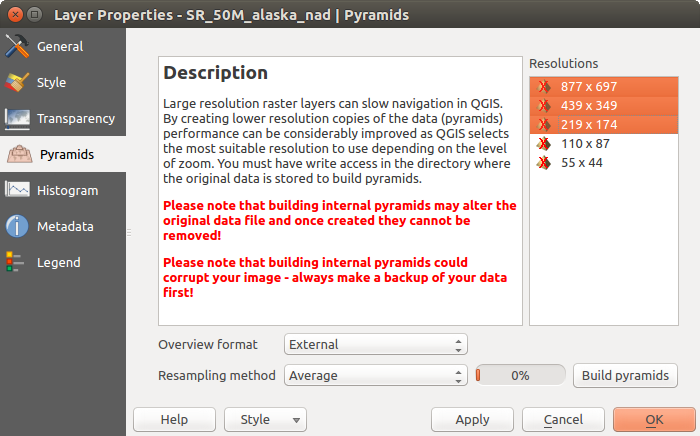 Layer Properties - SR_50M_alaska_nad | Pyramids
General
Style
Transparency
Pyramids
Histogram
Metadata
Legend
Description
Large resolution raster layers can slow navigation in QGIS.
By creating lower resolution copies of the data (pyramids)
performance can be considerably improved as QGIS selects
the most suitable resolution to use depending on the level
of zoom. You must have write access in the directory where
the original data is stored to build pyramids.
Please note that building internal pyramids may alter the
original data file and once created they cannot be
removed!
Please note that building internal pyramids could
corrupt your image - always make a backup of your data
first!
Resolutions
877 x 697
439 x 349
219 x 174
110 x 87
55 x 44
Overview format
External
Resampling method
Average
0%
Build pyramids
Help
Style
Apply
Cancel
OK